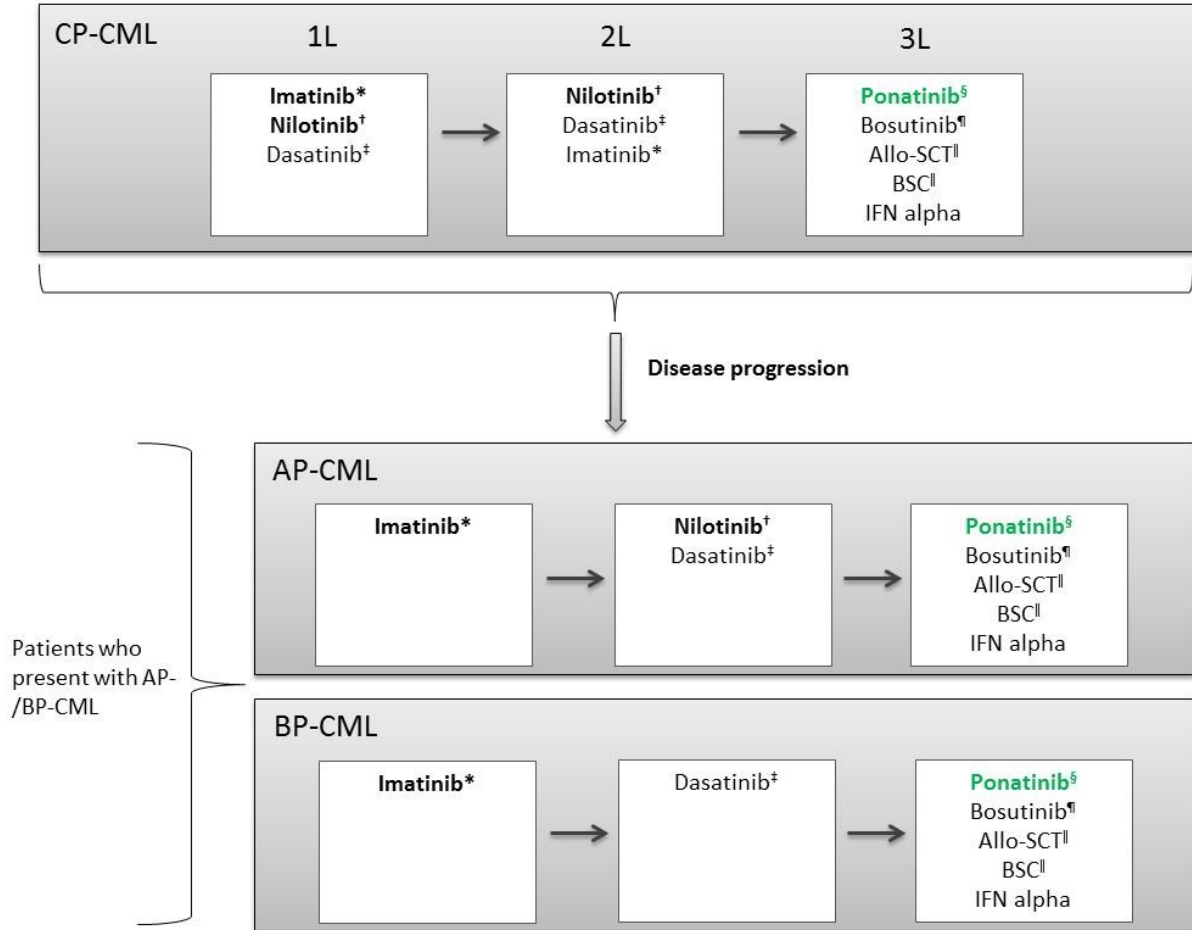 CP-CML
1L
2L
3L
Imatinib*
Nilotinib†
Dasatinib‡
Nilotinib†
Dasatinib‡
Imatinib*
Ponatinib§
Bosutinib¶
Allo-SCT‖
BSC‖
IFN alpha
Disease progression
Patients who
present with AP-
/BP-CML
AP-CML
Imatinib*
Nilotinib†
Dasatinib‡
Ponatinib§
Bosutinib¶
Allo-SCT‖
BSC‖
IFN alpha
BP-CML
Imatinib*
Dasatinib‡
Ponatinib§
Bosutinib¶
Allo-SCT‖
BSC‖
IFN alpha